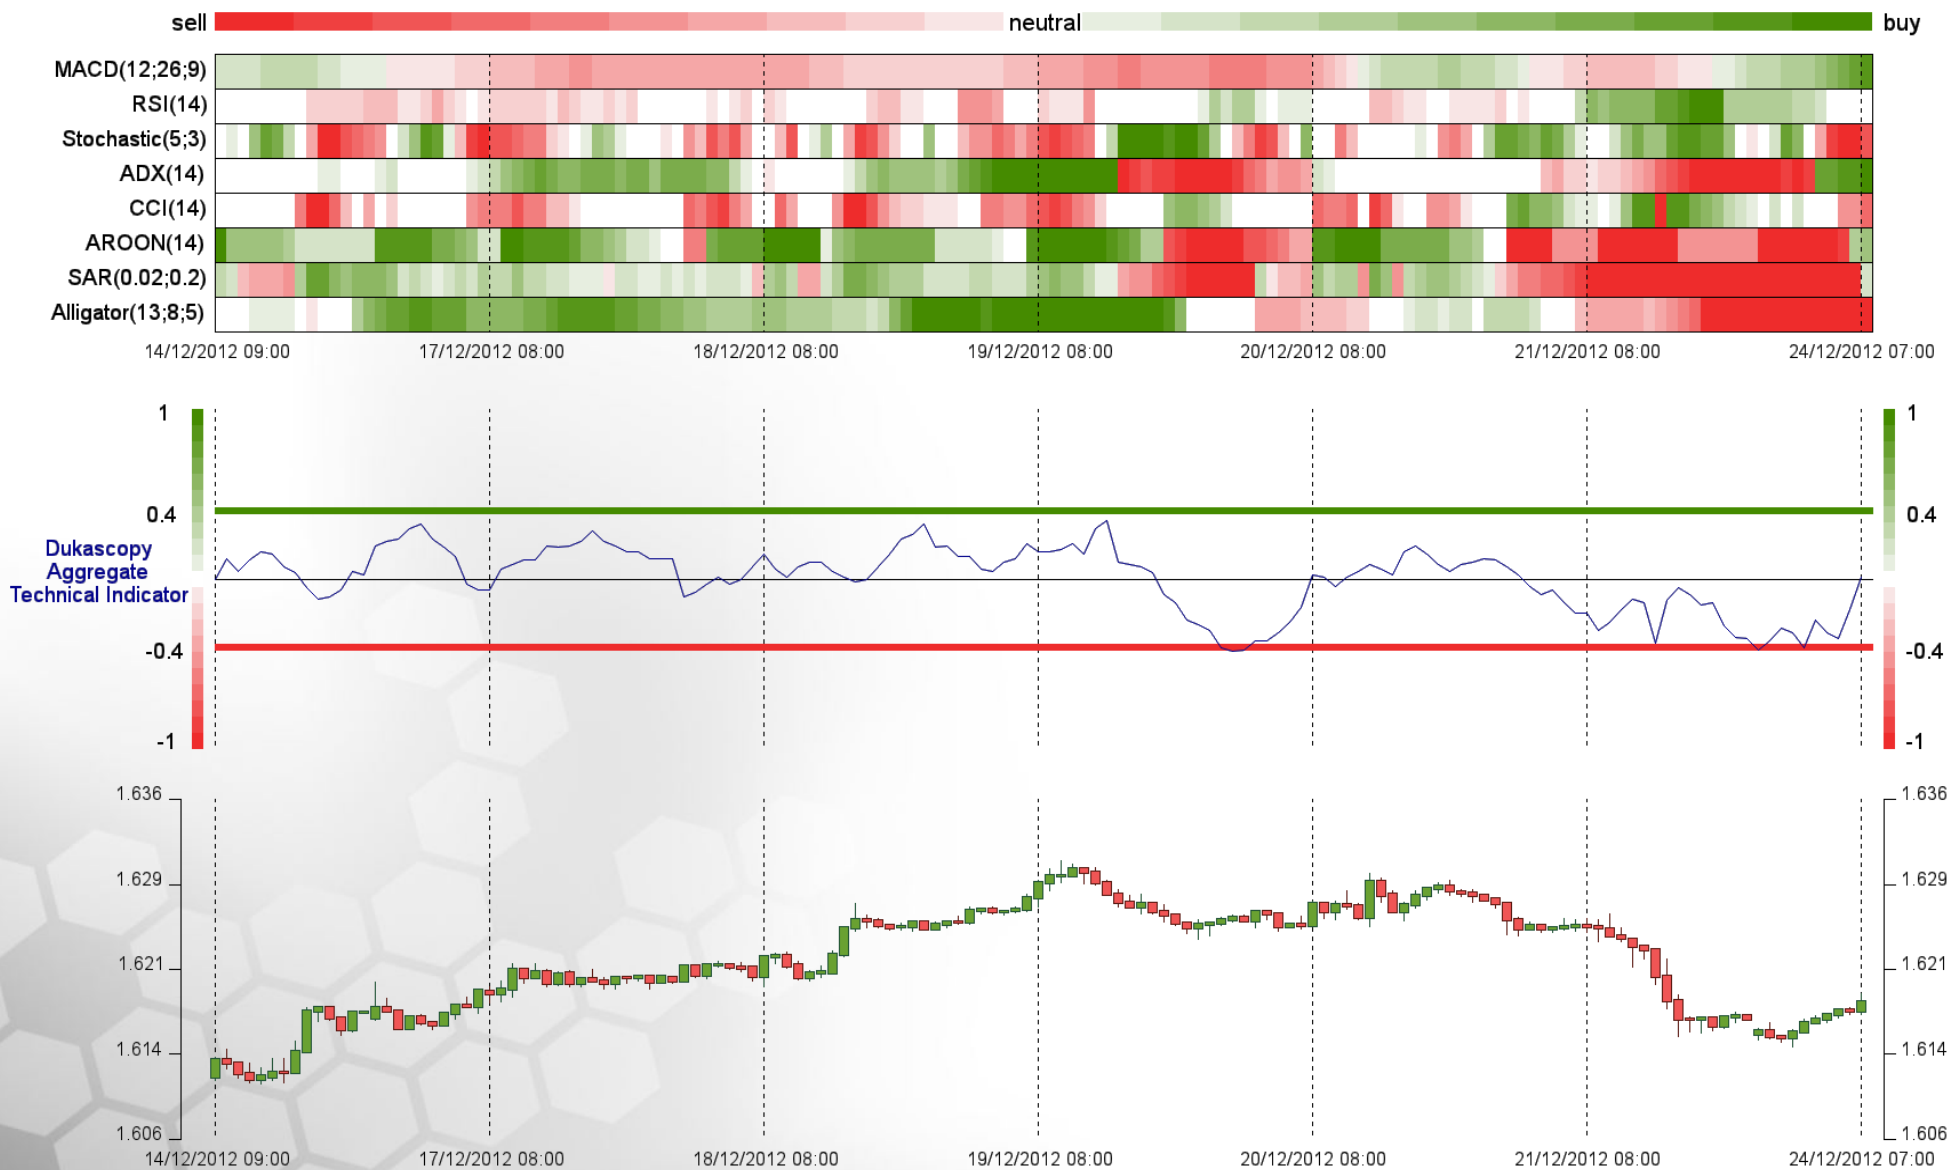 sell neutral buy
MACD(12;26;9)
RSI(14)
Stochastic(5;3)
ADX(14)
CCI(14)
AROON(14)
SAR(0.02;0.2)
Alligator(13;8;5)
14/12/2012 09:00 17/12/2012 08:00 18/12/2012 08:00 19/12/2012 08:00 20/12/2012 08:00 21/12/2012 08:00 24/12/2012 07:00
1 1
0.4 0.4
Dukascopy
Aggregate
Technical Indicator
-0.4 -0.4
-1 -1
1.636 1.636
1.629 1.629
1.621 1.621
1.614 1.614
1.606 1.606
14/12/2012 09:00 17/12/2012 08:00 18/12/2012 08:00 19/12/2012 08:00 20/12/2012 08:00 21/12/2012 08:00 24/12/2012 07:00